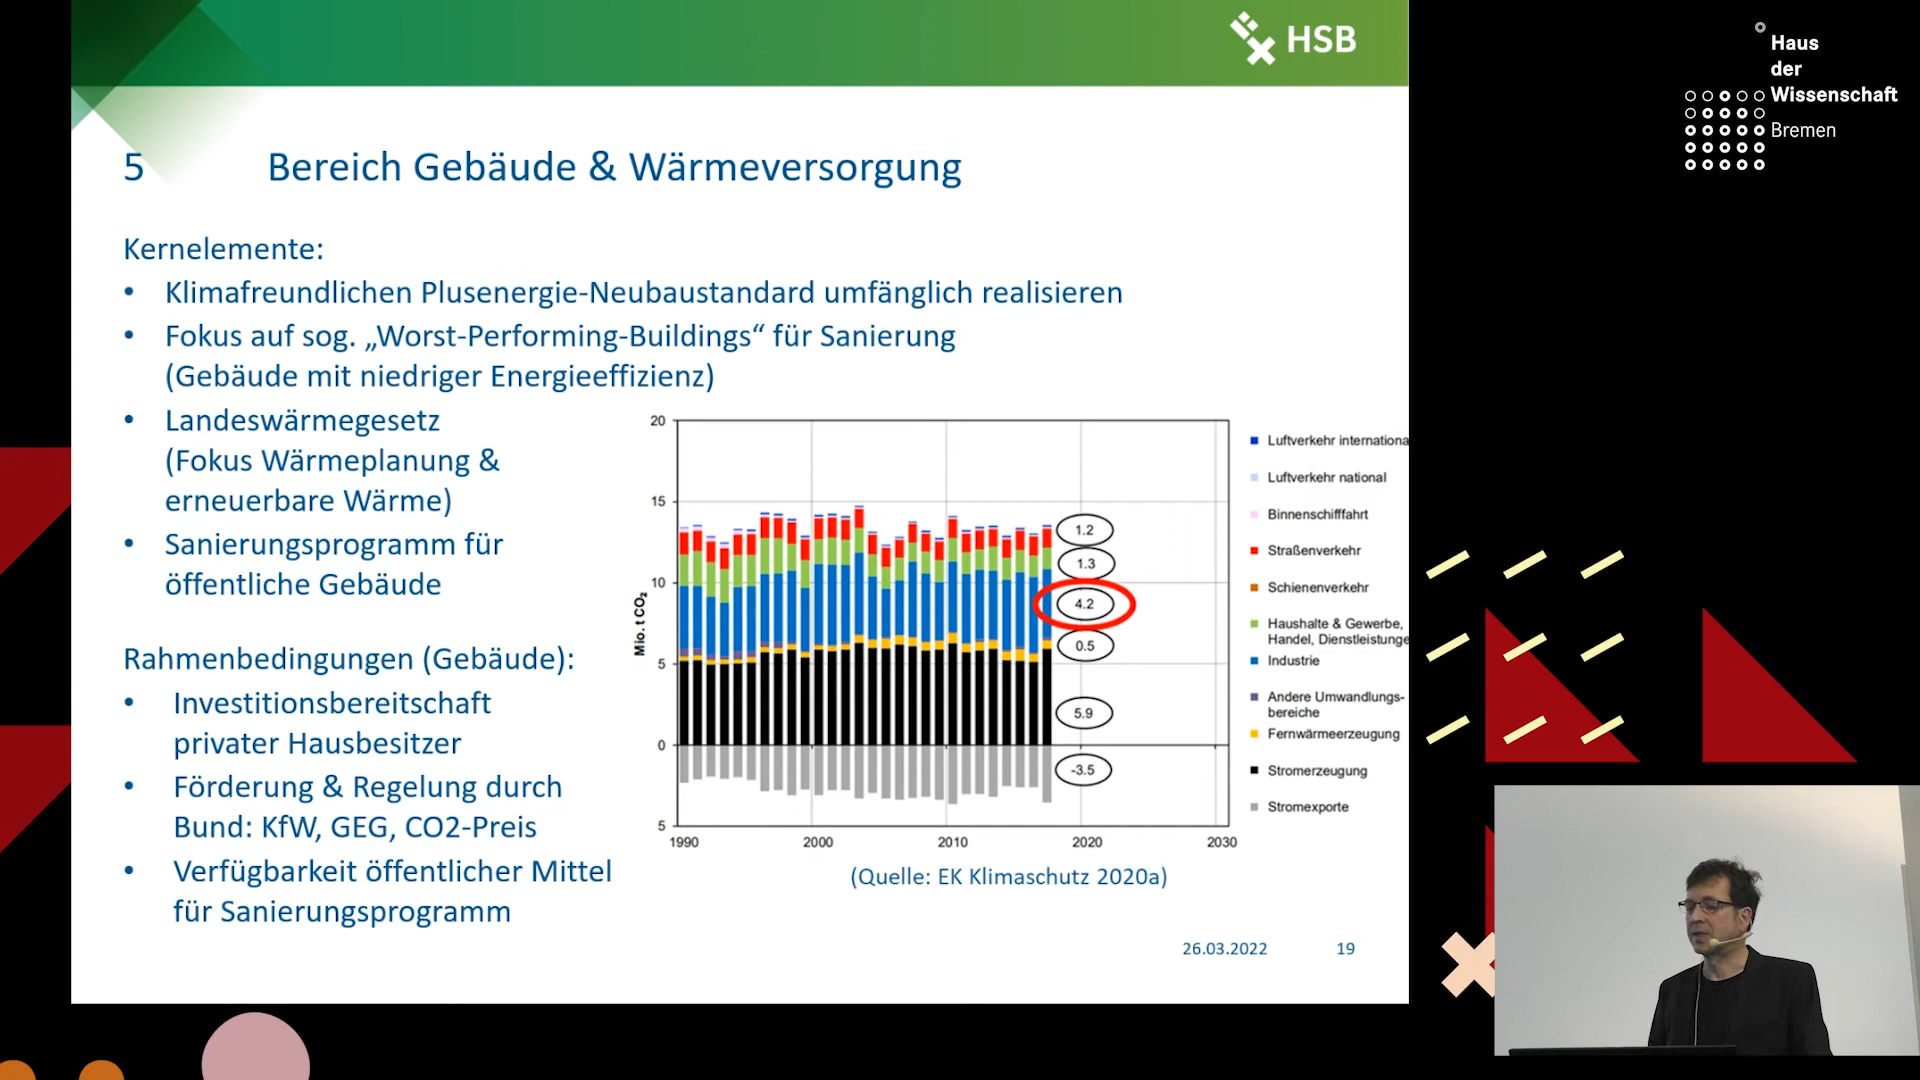 HSB
Haus
der
Wissenschaft
Bremen
5 Bereich Gebäude & Wärmeversorgung
Kernelemente:
• Klimafreundlichen Plusenergie-Neubaustandard umfänglich realisieren
• Fokus auf sog. „Worst-Performing-Buildings“ für Sanierung
(Gebäude mit niedriger Energieeffizienz)
• Landeswärmegesetz
(Fokus Wärmeplanung &
erneuerbare Wärme)
• Sanierungsprogramm für
öffentliche Gebäude
Rahmenbedingungen (Gebäude):
• Investitionsbereitschaft
privater Hausbesitzer
• Förderung & Regelung durch
Bund: KfW, GEG, CO2-Preis
• Verfügbarkeit öffentlicher Mittel
für Sanierungsprogramm
Mio. t CO₂
20
15
10
5
0
5
1990 2000 2010 2020 2030
1.2
1.3
4.2
0.5
5.9
-3.5
Luftverkehr internationa
Luftverkehr national
Binnenschifffahrt
Straßenverkehr
Schienenverkehr
Haushalte & Gewerbe,
Handel, Dienstleistunge
Industrie
Andere Umwandlungs-
bereiche
Fernwärmeerzeugung
Stromerzeugung
Stromexporte
(Quelle: EK Klimaschutz 2020a)
26.03.2022 19